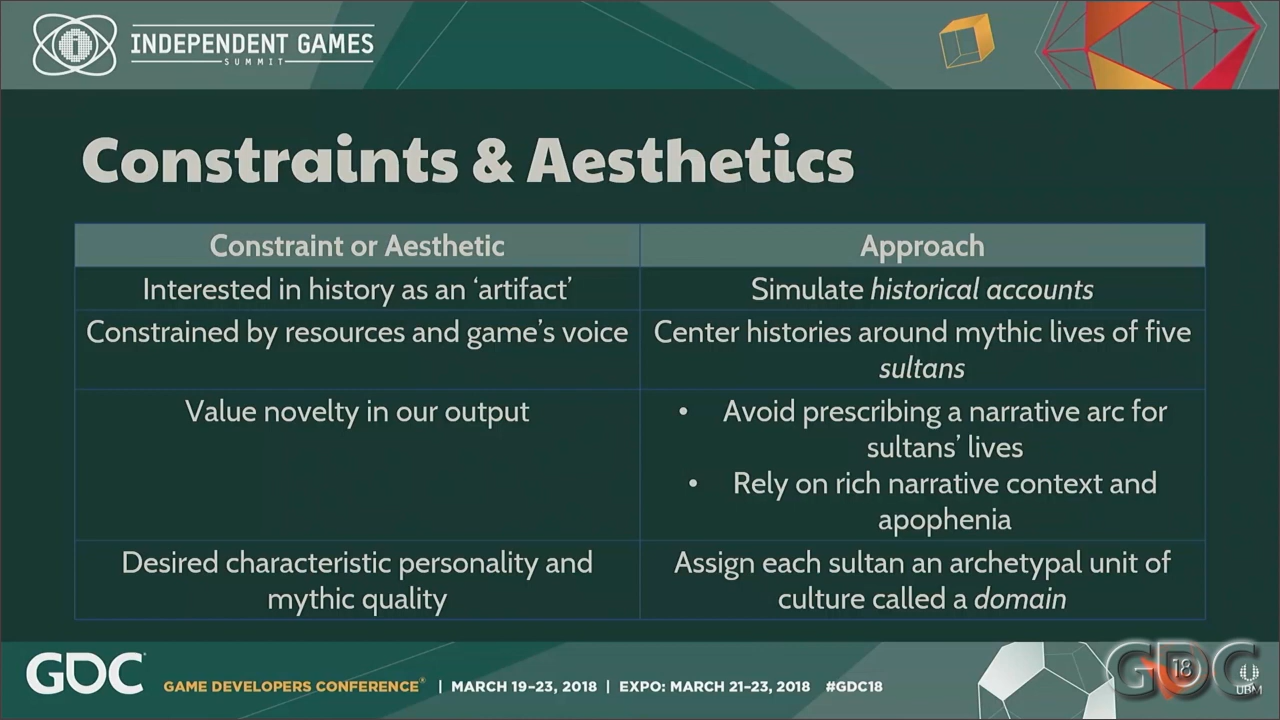 INDEPENDENT GAMES
SUMMIT
Constraints & Aesthetics
Constraint or Aesthetic
Approach
Interested in history as an ‘artifact’
Simulate historical accounts
Constrained by resources and game’s voice
Center histories around mythic lives of five
sultans
Value novelty in our output
• Avoid prescribing a narrative arc for
sultans’ lives
• Rely on rich narrative context and
apophenia
Desired characteristic personality and
mythic quality
Assign each sultan an archetypal unit of
culture called a domain
GDC
GAME DEVELOPERS CONFERENCE® | MARCH 19–23, 2018 | EXPO: MARCH 21–23, 2018 #GDC18
GDC
18
UBM